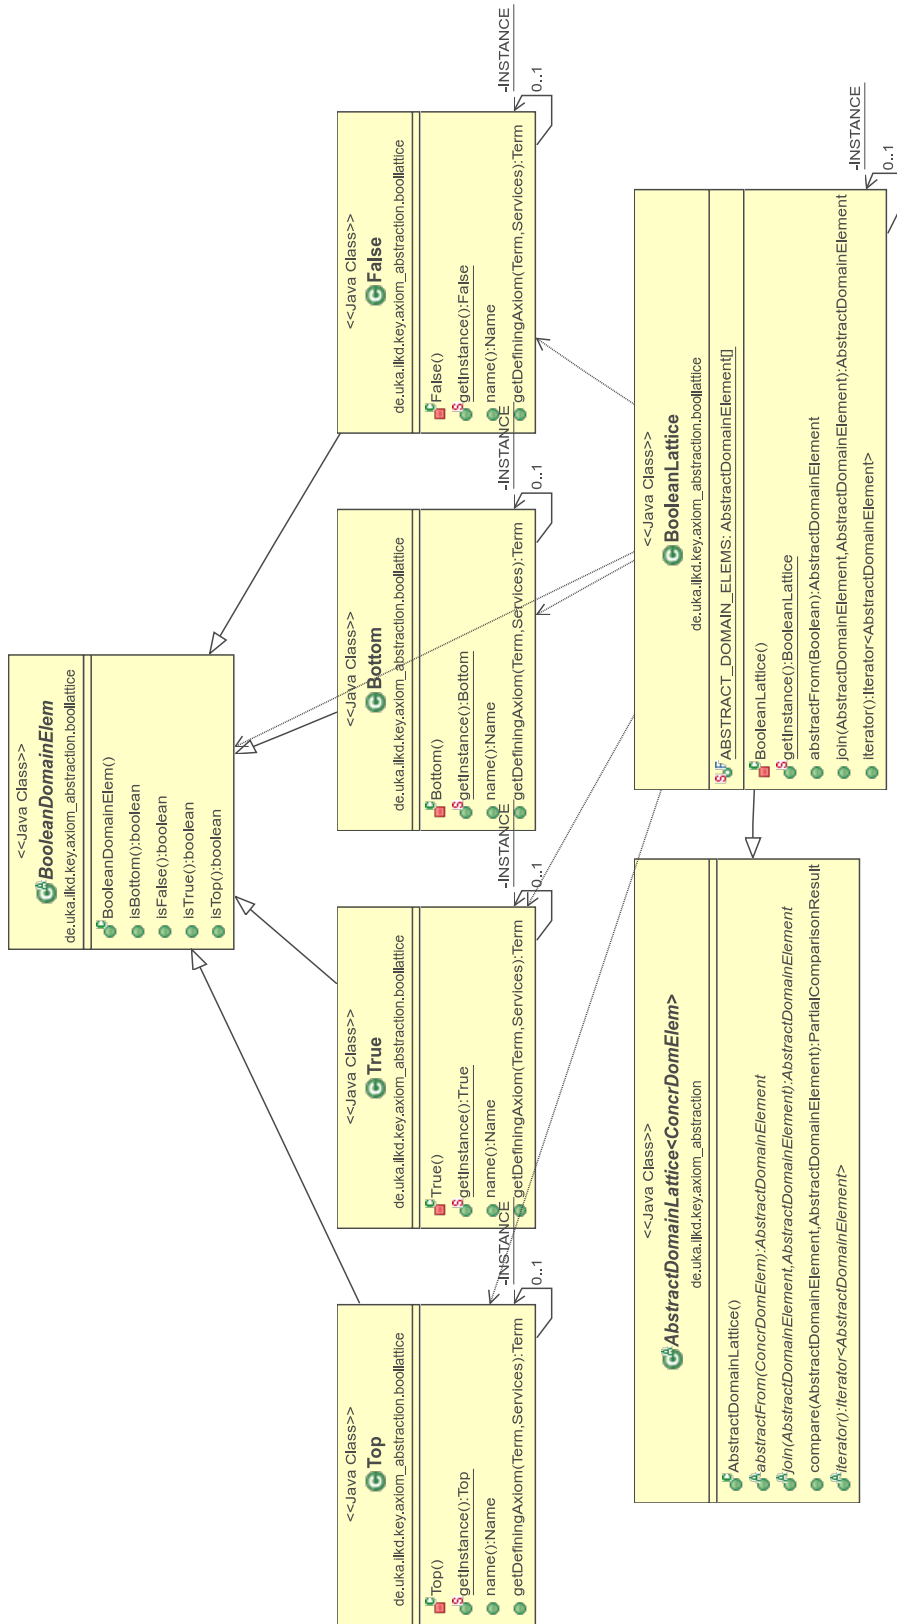 <<Java Class>>
BooleanDomainElem
de.uka.ilkd.key.axiom_abstraction.boollattice
BooleanDomainElem()
isBottom():boolean
isFalse():boolean
isTrue():boolean
isTop():boolean
<<Java Class>>
Top
de.uka.ilkd.key.axiom_abstraction.boollattice
Top()
getInstance():Top
name():Name
getDefiningAxiom(Term,Services):Term
-INSTANCE
0..1
<<Java Class>>
True
de.uka.ilkd.key.axiom_abstraction.boollattice
True()
getInstance():True
name():Name
getDefiningAxiom(Term,Services):Term
-INSTANCE
0..1
<<Java Class>>
Bottom
de.uka.ilkd.key.axiom_abstraction.boollattice
Bottom()
getInstance():Bottom
name():Name
getDefiningAxiom(Term,Services):Term
-INSTANCE
0..1
<<Java Class>>
False
de.uka.ilkd.key.axiom_abstraction.boollattice
False()
getInstance():False
name():Name
getDefiningAxiom(Term,Services):Term
-INSTANCE
0..1
<<Java Class>>
AbstractDomainLattice<ConcrDomElem>
de.uka.ilkd.key.axiom_abstraction
AbstractDomainLattice()
abstractFrom(ConcrDomElem):AbstractDomainElement
join(AbstractDomainElement,AbstractDomainElement):AbstractDomainElement
compare(AbstractDomainElement,AbstractDomainElement):PartialComparisonResult
iterator():Iterator<AbstractDomainElement>
<<Java Class>>
BooleanLattice
de.uka.ilkd.key.axiom_abstraction.boollattice
ABSTRACT_DOMAIN_ELEMS: AbstractDomainElement[]
BooleanLattice()
getInstance():BooleanLattice
abstractFrom(Boolean):AbstractDomainElement
join(AbstractDomainElement,AbstractDomainElement):AbstractDomainElement
iterator():Iterator<AbstractDomainElement>
-INSTANCE
0..1